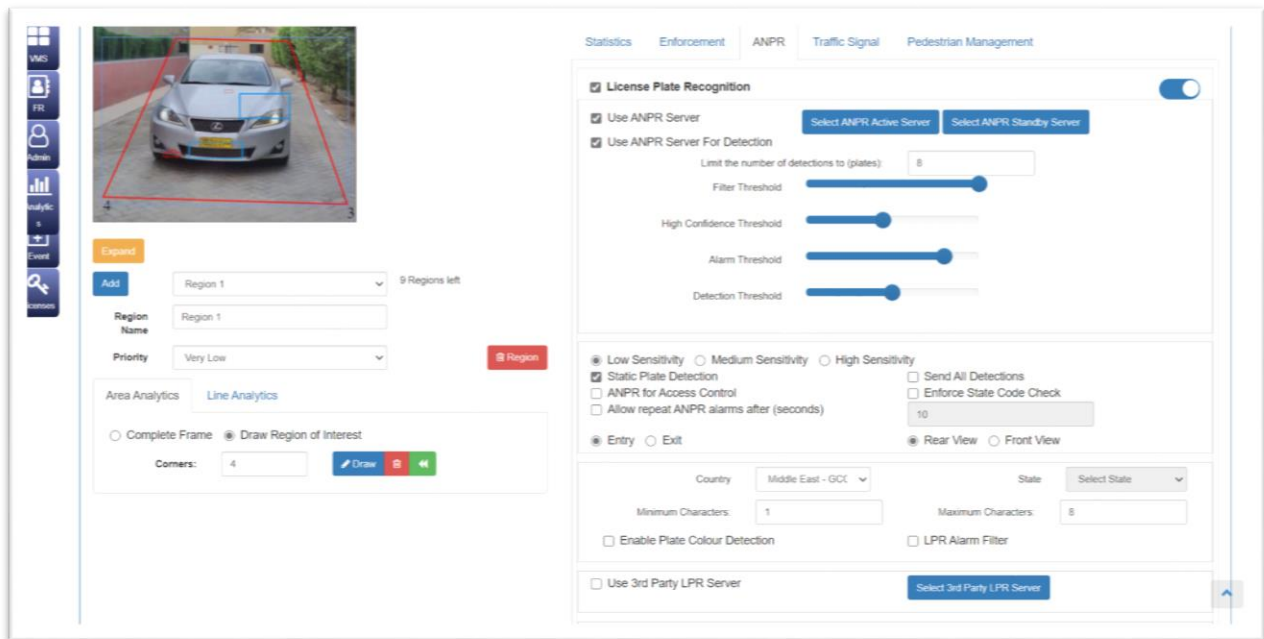 VMS
FR
Admin
Analytic
s
Event
icenses
4
3
Expand
Add
Region 1
9 Regions left
Region
Name
Region 1
Priority
Very Low
Region
Area Analytics
Line Analytics
Complete Frame
Draw Region of Interest
Corners:
4
Draw
Statistics
Enforcement
ANPR
Traffic Signal
Pedestrian Management
License Plate Recognition
Use ANPR Server
Select ANPR Active Server
Select ANPR Standby Server
Use ANPR Server For Detection
Limit the number of detections to (plates):
8
Filter Threshold
High Confidence Threshold
Alarm Threshold
Detection Threshold
Low Sensitivity
Medium Sensitivity
High Sensitivity
Static Plate Detection
Send All Detections
ANPR for Access Control
Enforce State Code Check
Allow repeat ANPR alarms after (seconds)
10
Entry
Exit
Rear View
Front View
Country
Middle East - GC
State
Select State
Minimum Characters:
1
Maximum Characters:
8
Enable Plate Colour Detection
LPR Alarm Filter
Use 3rd Party LPR Server
Select 3rd Party LPR Server